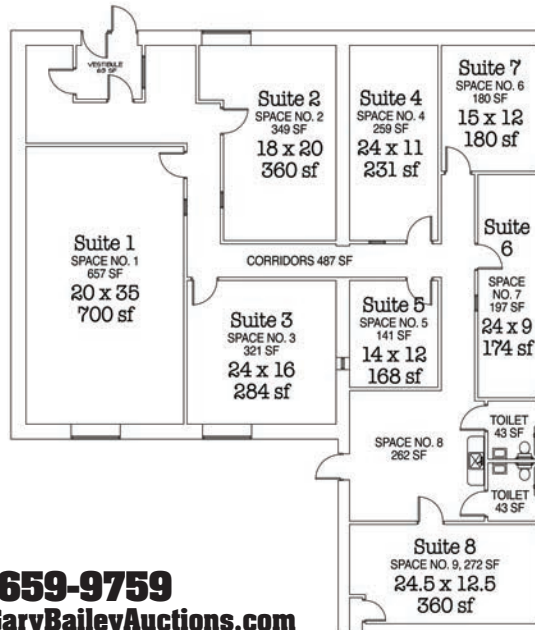 VESTIBULE
Suite 2
SPACE NO. 2
349 SF
18 x 20
360 sf
Suite 4
SPACE NO. 4
259 SF
24 x 11
231 sf
Suite 7
SPACE NO. 6
180 SF
15 x 12
180 sf
Suite 1
SPACE NO. 1
657 SF
20 x 35
700 sf
CORRIDORS 487 SF
Suite
6
SPACE
NO. 7
197 SF
24 x 9
174 sf
Suite 3
SPACE NO. 3
321 SF
24 x 16
284 sf
Suite 5
SPACE NO. 5
141 SF
14 x 12
168 sf
SPACE NO. 8
262 SF
TOILET
43 SF
TOILET
43 SF
Suite 8
SPACE NO. 9, 272 SF
24.5 x 12.5
360 sf
659-9759
GaryBaileyAuctions.com